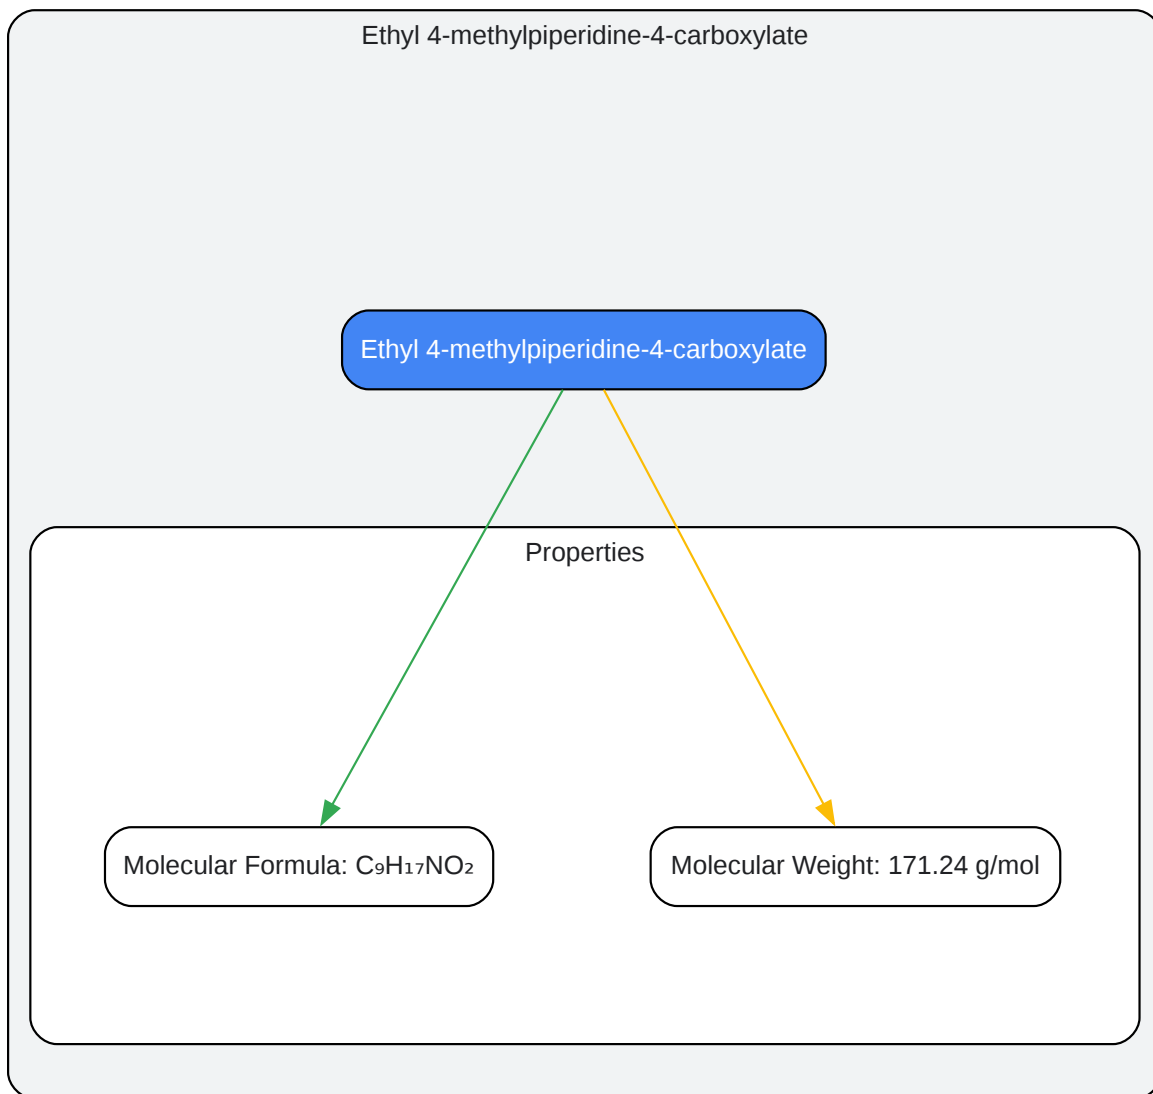 Ethyl 4-methylpiperidine-4-carboxylate
Ethyl 4-methylpiperidine-4-carboxylate
Properties
Molecular Formula: C₉H₁₇NO₂
Molecular Weight: 171.24 g/mol